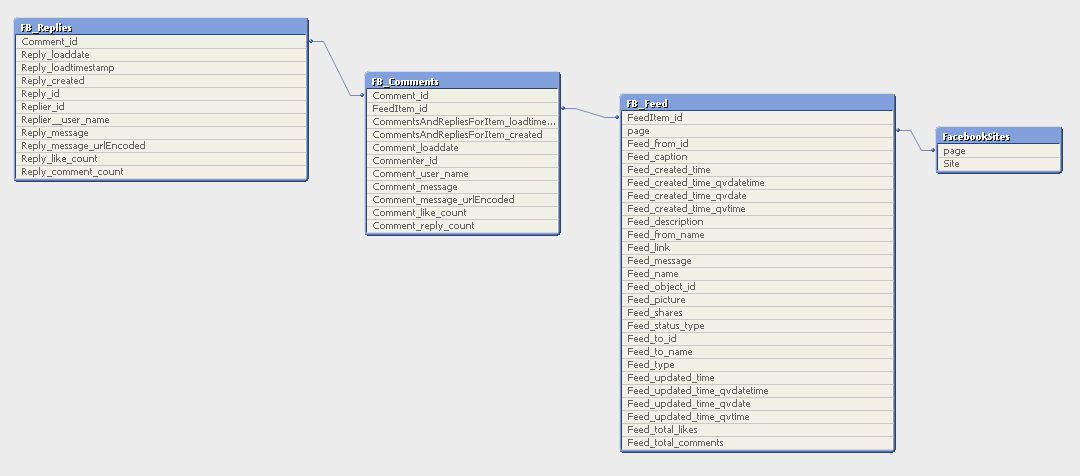 FB_Replies
Comment_id
Reply_loaddate
Reply_loadtimestamp
Reply_created
Reply_id
Replier_id
Replier__user_name
Reply_message
Reply_message_urlEncoded
Reply_like_count
Reply_comment_count
FB_Comments
Comment_id
FeedItem_id
CommentsAndRepliesForItem_loadtime...
CommentsAndRepliesForItem_created
Comment_loaddate
Commenter_id
Comment_user_name
Comment_message
Comment_message_urlEncoded
Comment_like_count
Comment_reply_count
FB_Feed
FeedItem_id
page
Feed_from_id
Feed_caption
Feed_created_time
Feed_created_time_qvdatetime
Feed_created_time_qvdate
Feed_created_time_qvtime
Feed_description
Feed_from_name
Feed_link
Feed_message
Feed_name
Feed_object_id
Feed_picture
Feed_shares
Feed_status_type
Feed_to_id
Feed_to_name
Feed_type
Feed_updated_time
Feed_updated_time_qvdatetime
Feed_updated_time_qvdate
Feed_updated_time_qvtime
Feed_total_likes
Feed_total_comments
FacebookSites
page
Site